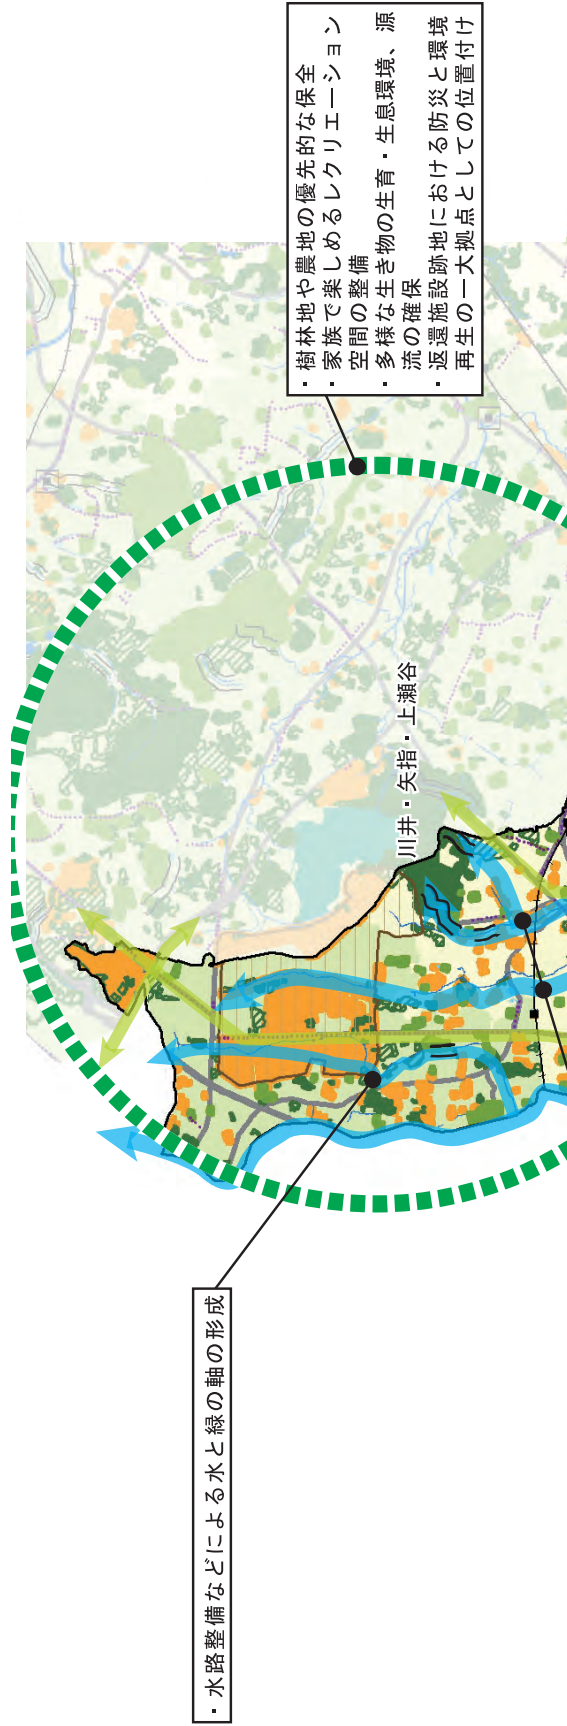 ・樹林地や農地の優先的な保全
・家族で楽しめるレクリエーション
空間の整備
・多様な生き物の生育・生息環境、源
流の確保
・返還施設跡地における防災と環境
再生の一大拠点としての位置付け
川井・矢指・上瀬谷
・水路整備などによる水と緑の軸の形成